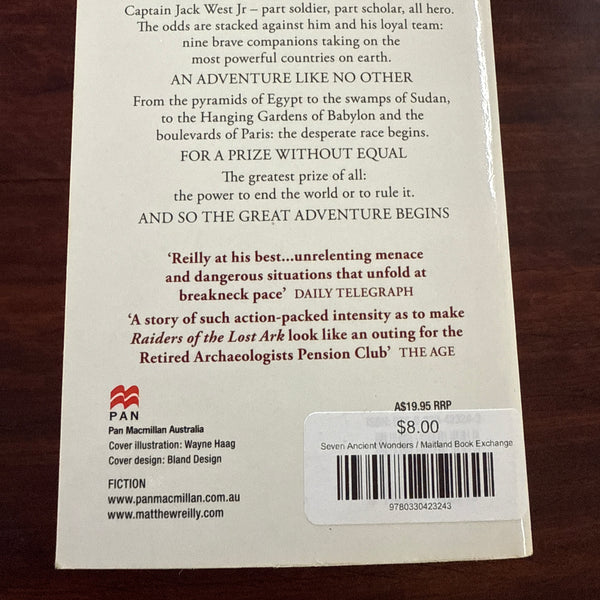 Captain Jack West Jr – part soldier, part scholar, all hero.
The odds are stacked against him and his loyal team:
nine brave companions taking on the
most powerful countries on earth.
AN ADVENTURE LIKE NO OTHER
From the pyramids of Egypt to the swamps of Sudan,
to the Hanging Gardens of Babylon and the
boulevards of Paris: the desperate race begins.
FOR A PRIZE WITHOUT EQUAL
The greatest prize of all:
the power to end the world or to rule it.
AND SO THE GREAT ADVENTURE BEGINS
‘Reilly at his best...unrelenting menace
and dangerous situations that unfold at
breakneck pace’ DAILY TELEGRAPH
‘A story of such action-packed intensity as to make
Raiders of the Lost Ark look like an outing for the
Retired Archaeologists Pension Club’ THE AGE
PAN
Pan Macmillan Australia
Cover illustration: Wayne Haag
Cover design: Bland Design
FICTION
www.panmacmillan.com.au
www.matthewreilly.com
A$19.95 RRP
$8.00
Seven Ancient Wonders / Maitland Book Exchange
9780330423243